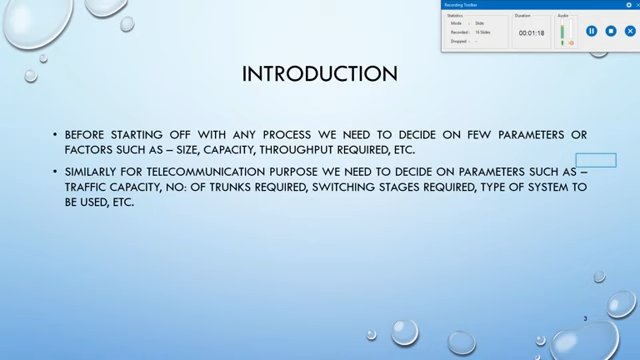 Recording Toolbar
Statistics
Duration
Audio
Mode : Slide
Recorded : 16 Slides
Dropped : -
00:01:18
INTRODUCTION
• BEFORE STARTING OFF WITH ANY PROCESS WE NEED TO DECIDE ON FEW PARAMETERS OR
FACTORS SUCH AS – SIZE, CAPACITY, THROUGHPUT REQUIRED, ETC.
• SIMILARLY FOR TELECOMMUNICATION PURPOSE WE NEED TO DECIDE ON PARAMETERS SUCH AS –
TRAFFIC CAPACITY, NO: OF TRUNKS REQUIRED, SWITCHING STAGES REQUIRED, TYPE OF SYSTEM TO
BE USED, ETC.
3